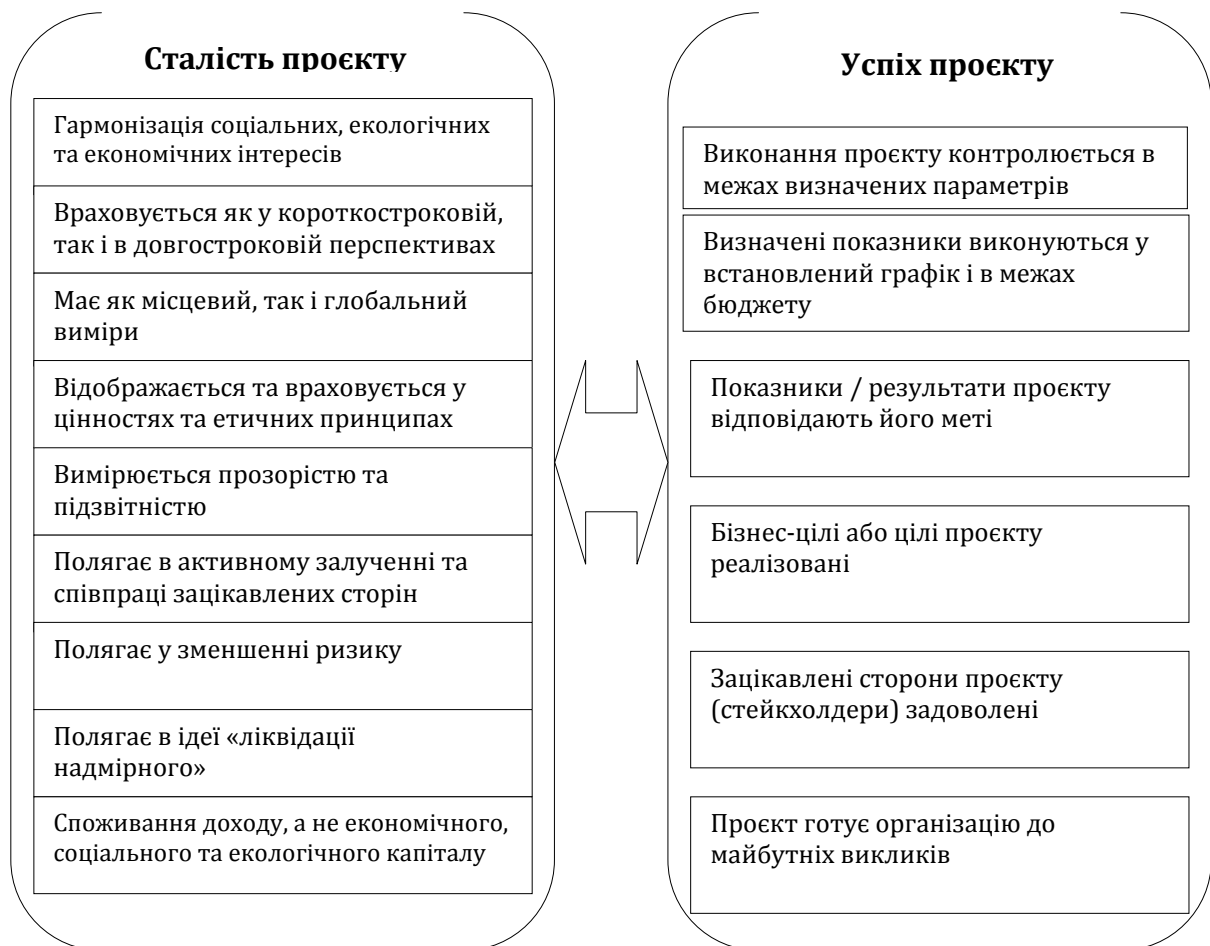 Сталість проєкту
Гармонізація соціальних, екологічних
та економічних інтересів
Враховується як у короткостроковій,
так і в довгостроковій перспективах
Має як місцевий, так і глобальний
виміри
Відображається та враховується у
цінностях та етичних принципах
Вимірюється прозорістю та
підзвітністю
Полягає в активному залученні та
співпраці зацікавлених сторін
Полягає у зменшенні ризику
Полягає в ідеї «ліквідації
надмірного»
Споживання доходу, а не економічного,
соціального та екологічного капіталу
Успіх проєкту
Виконання проєкту контролюється в
межах визначених параметрів
Визначені показники виконуються у
встановлений графік і в межах
бюджету
Показники / результати проєкту
відповідають його меті
Бізнес-цілі або цілі проєкту
реалізовані
Зацікавлені сторони проєкту
(стейкхолдери) задоволені
Проєкт готує організацію до
майбутніх викликів